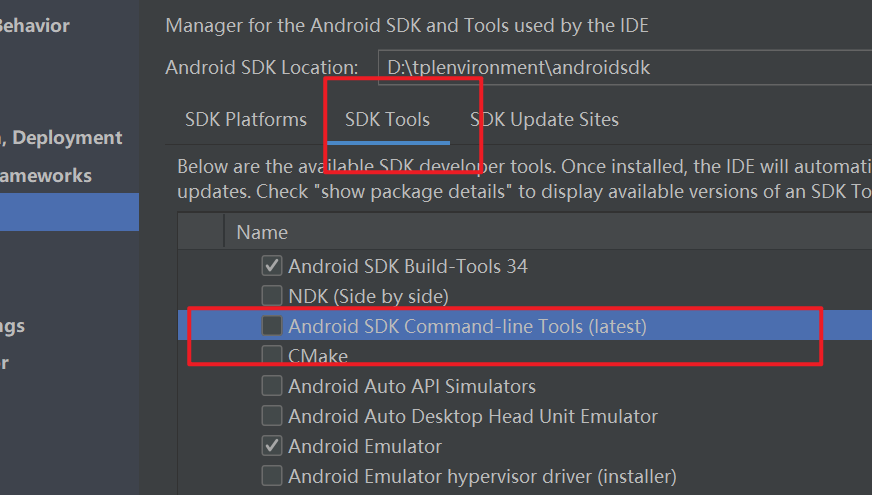 Behavior
Manager for the Android SDK and Tools used by the IDE
Android SDK Location: D:\tplenvironment\androidsdk
SDK Platforms SDK Tools SDK Update Sites
, Deployment
Below are the available SDK developer tools. Once installed, the IDE will automati
ameworks
updates. Check "show package details" to display available versions of an SDK To
Name
Android SDK Build-Tools 34
NDK (Side by side)
ngs
Android SDK Command-line Tools (latest)
r
CMake
Android Auto API Simulators
Android Auto Desktop Head Unit Emulator
Android Emulator
Android Emulator hypervisor driver (installer)